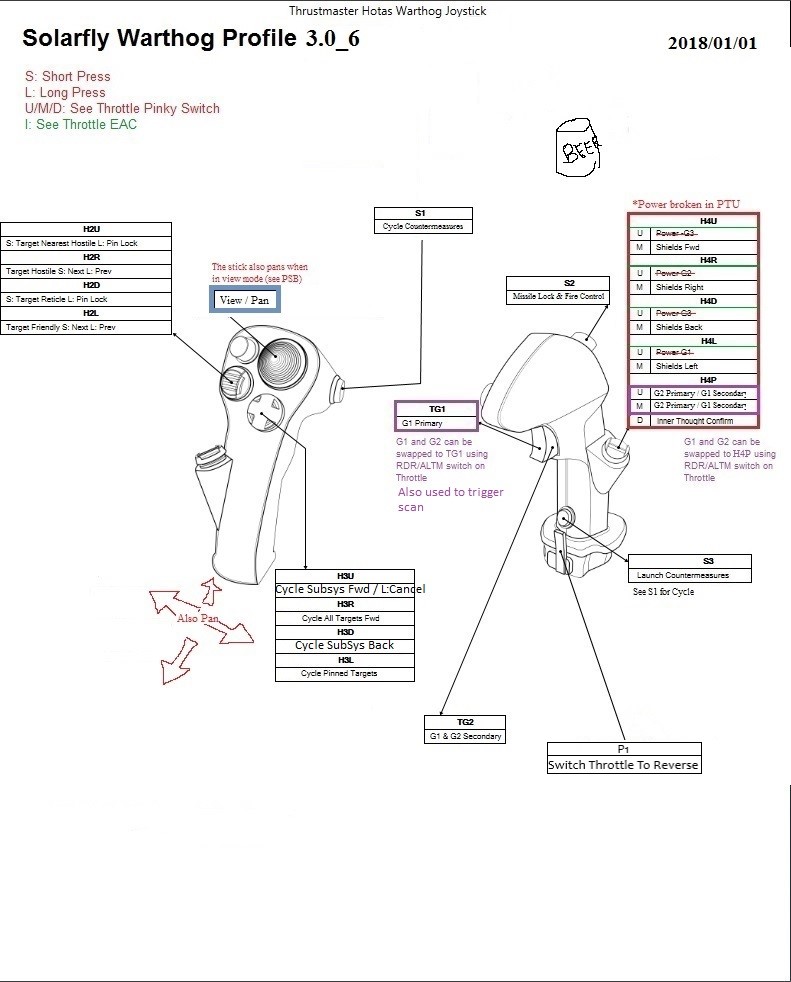 Thrustmaster Hotas Warthog Joystick
Solarfly Warthog Profile 3.0_6
2018/01/01
S: Short Press
L: Long Press
U/M/D: See Throttle Pinky Switch
I: See Throttle EAC
BEER
H2U
S: Target Nearest Hostile L: Pin Lock
H2R
Target Hostile S: Next L: Prev
H2D
S: Target Reticle L: Pin Lock
H2L
Target Friendly S: Next L: Prev
The stick also pans when
in view mode (see PSB)
View / Pan
S1
Cycle Countermeasures
S2
Missile Lock & Fire Control
*Power broken in PTU
H4U
U Power G3
M Shields Fwd
H4R
U Power G2
M Shields Right
H4D
U Power G3
M Shields Back
H4L
U Power G1
M Shields Left
H4P
U G2 Primary / G1 Secondary
M G2 Primary / G1 Secondary
D Inner Thought Confirm
G1 and G2 can be
swapped to H4P using
RDR/ALTM switch on
Throttle
TG1
G1 Primary
G1 and G2 can be
swapped to TG1 using
RDR/ALTM switch on
Throttle
Also used to trigger
scan
S3
Launch Countermeasures
See S1 for Cycle
Also Pan
H3U
Cycle Subsys Fwd / L:Cancel
H3R
Cycle All Targets Fwd
H3D
Cycle SubSys Back
H3L
Cycle Pinned Targets
TG2
G1 & G2 Secondary
P1
Switch Throttle To Reverse